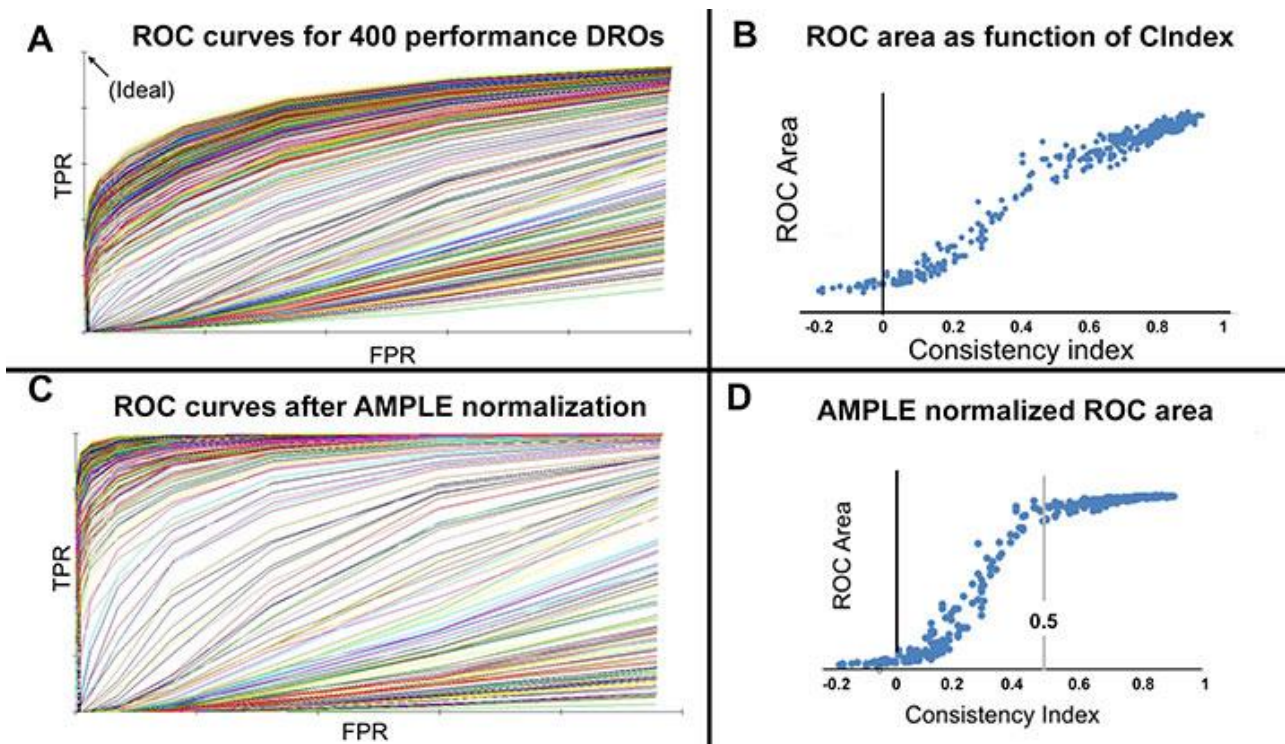 A
ROC curves for 400 performance DROs
(Ideal)
TPR
FPR
B
ROC area as function of CIndex
ROC Area
-0.2 0 0.2 0.4 0.6 0.8 1
Consistency index
C
ROC curves after AMPLE normalization
TPR
FPR
D
AMPLE normalized ROC area
ROC Area
0.5
-0.2 0 0.2 0.4 0.6 0.8 1
Consistency Index